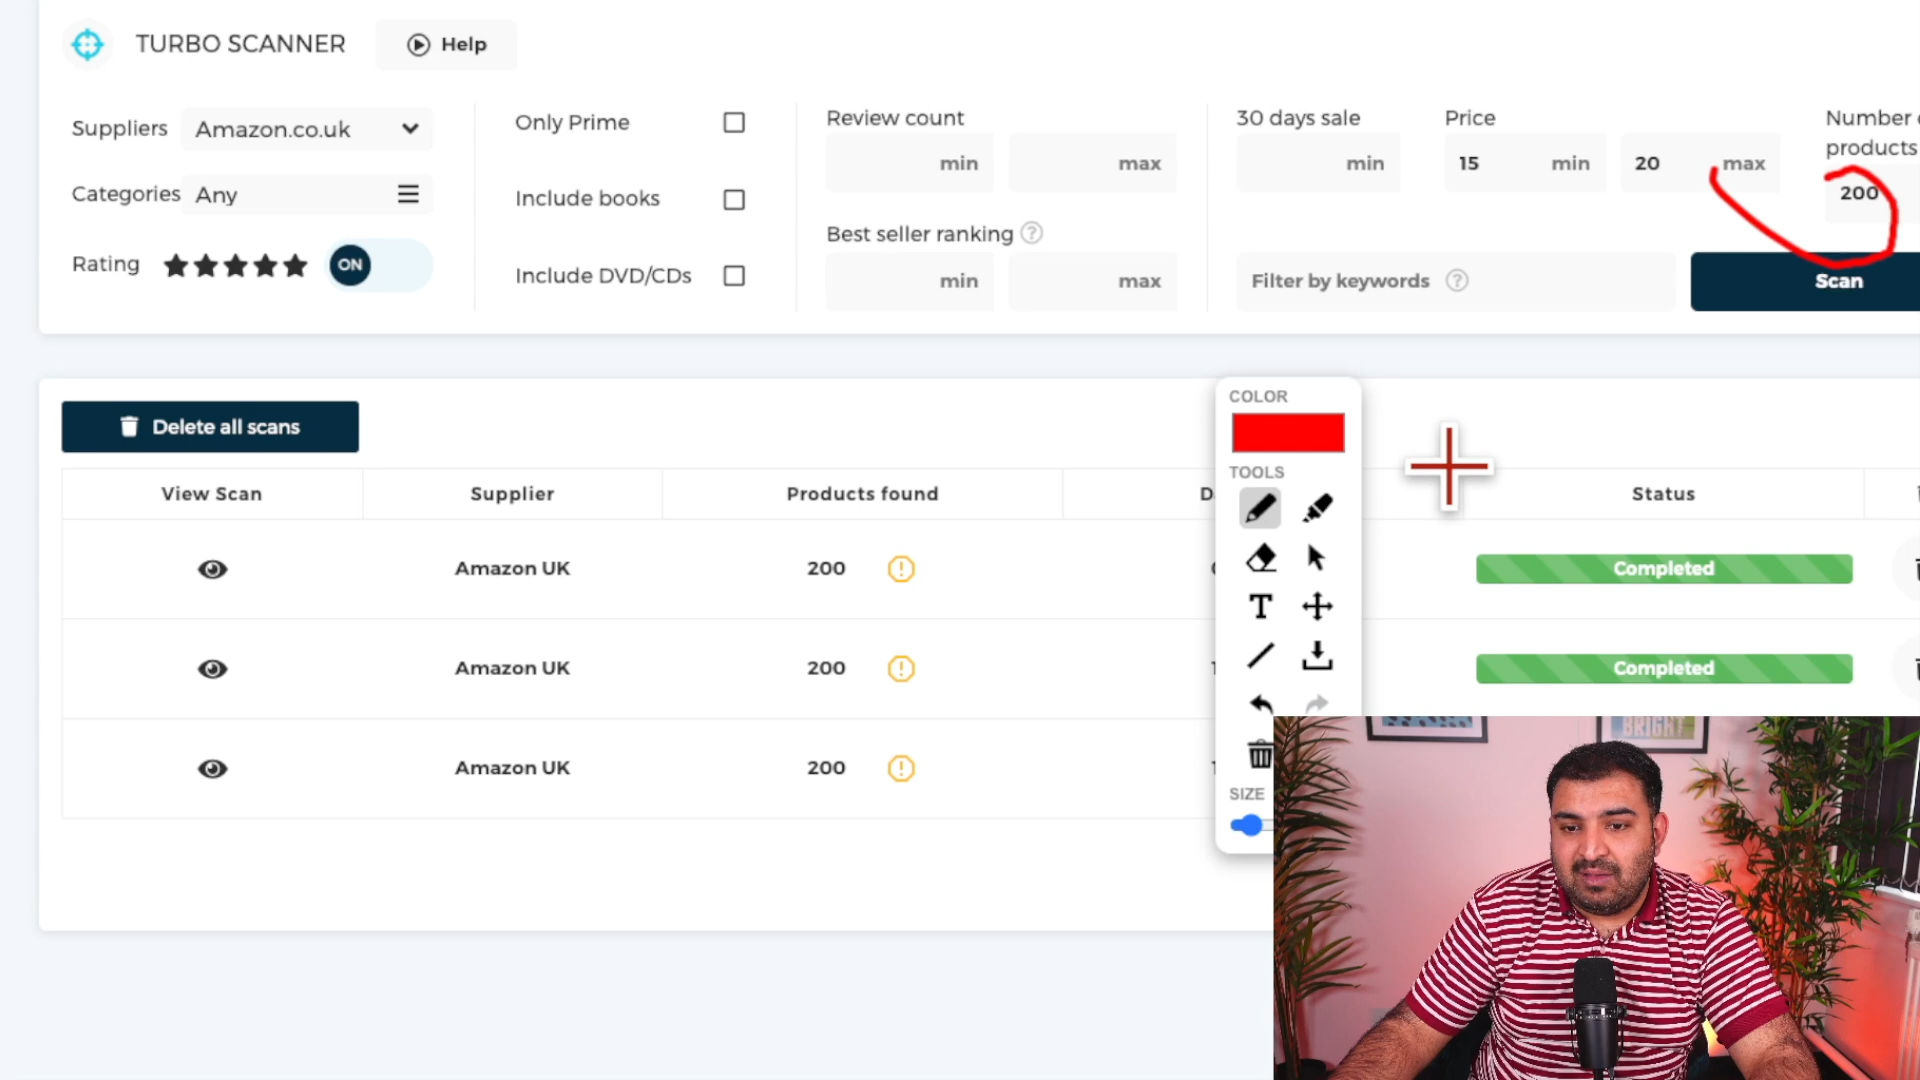 TURBO SCANNER
Help
Suppliers
Amazon.co.uk
Categories
Any
Rating
ON
Only Prime
Include books
Include DVD/CDs
Review count
min
max
Best seller ranking ?
min
max
30 days sale
min
Price
15 min
20 max
Number
products
200
Filter by keywords ?
Scan
Delete all scans
View Scan
Supplier
Products found
D
Status
Amazon UK
200
Completed
Amazon UK
200
Completed
Amazon UK
200
COLOR
TOOLS
T
SIZE
BRIGHT